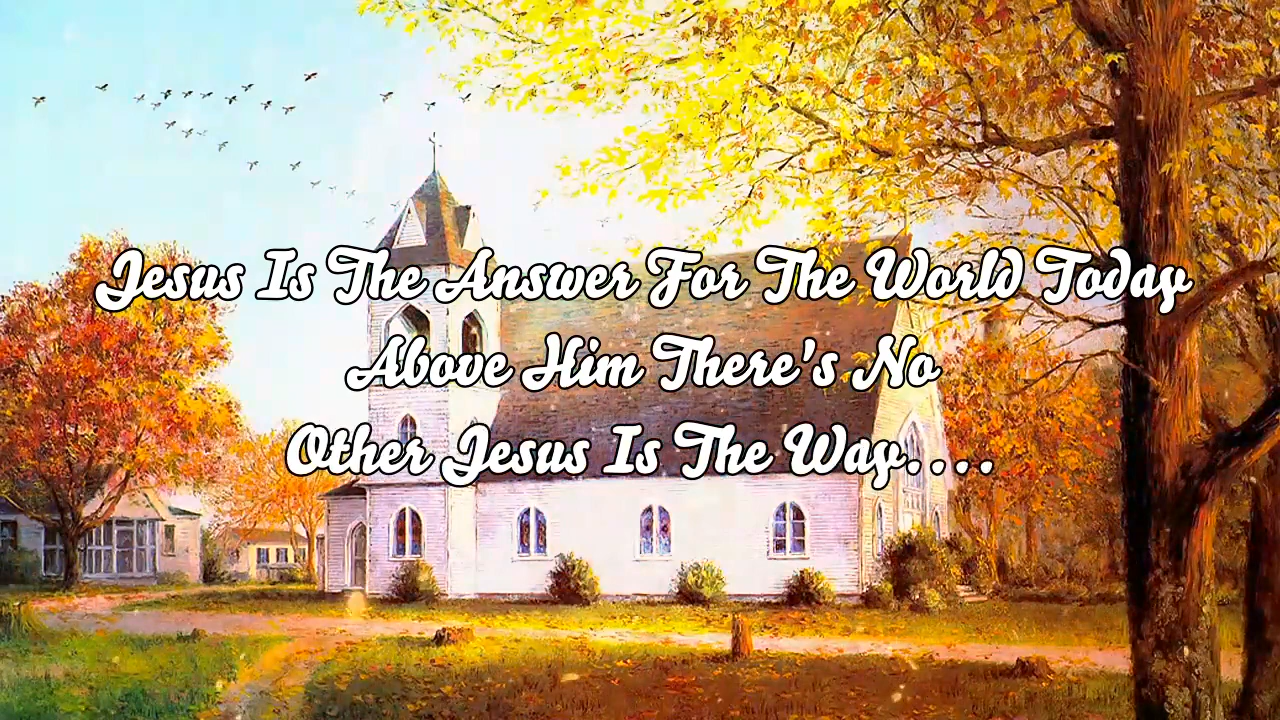 Jesus Is The Answer For The World Today
Above Him There's No
Other Jesus Is The Way....